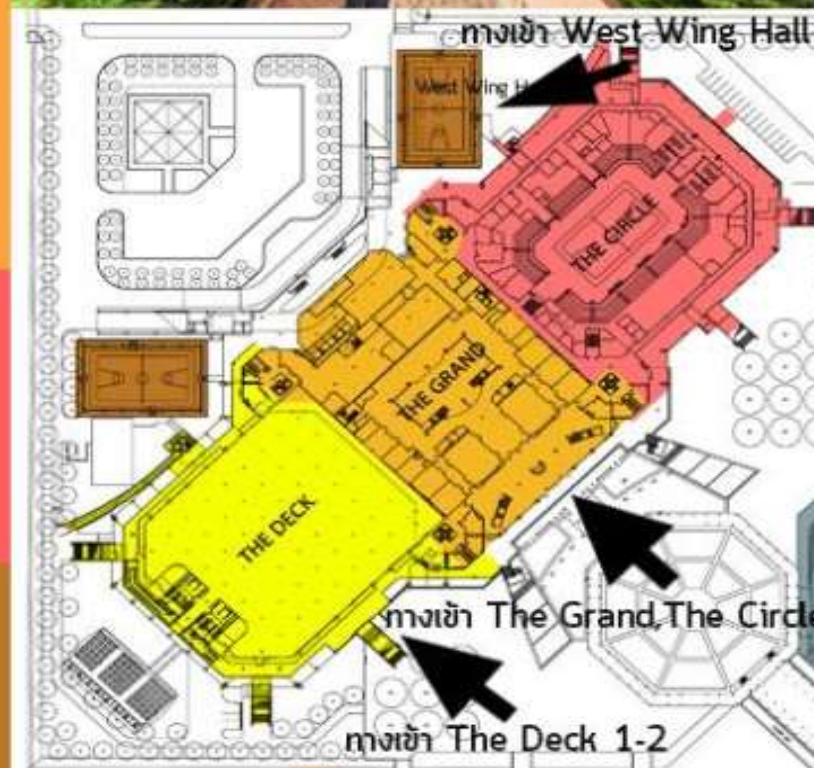 ทางเข้า West Wing Hall
West Wing H
THE CIRCLE
THE GRAND
THE DECK
ทางเข้า The Grand,The Circle
ทางเข้า The Deck 1-2